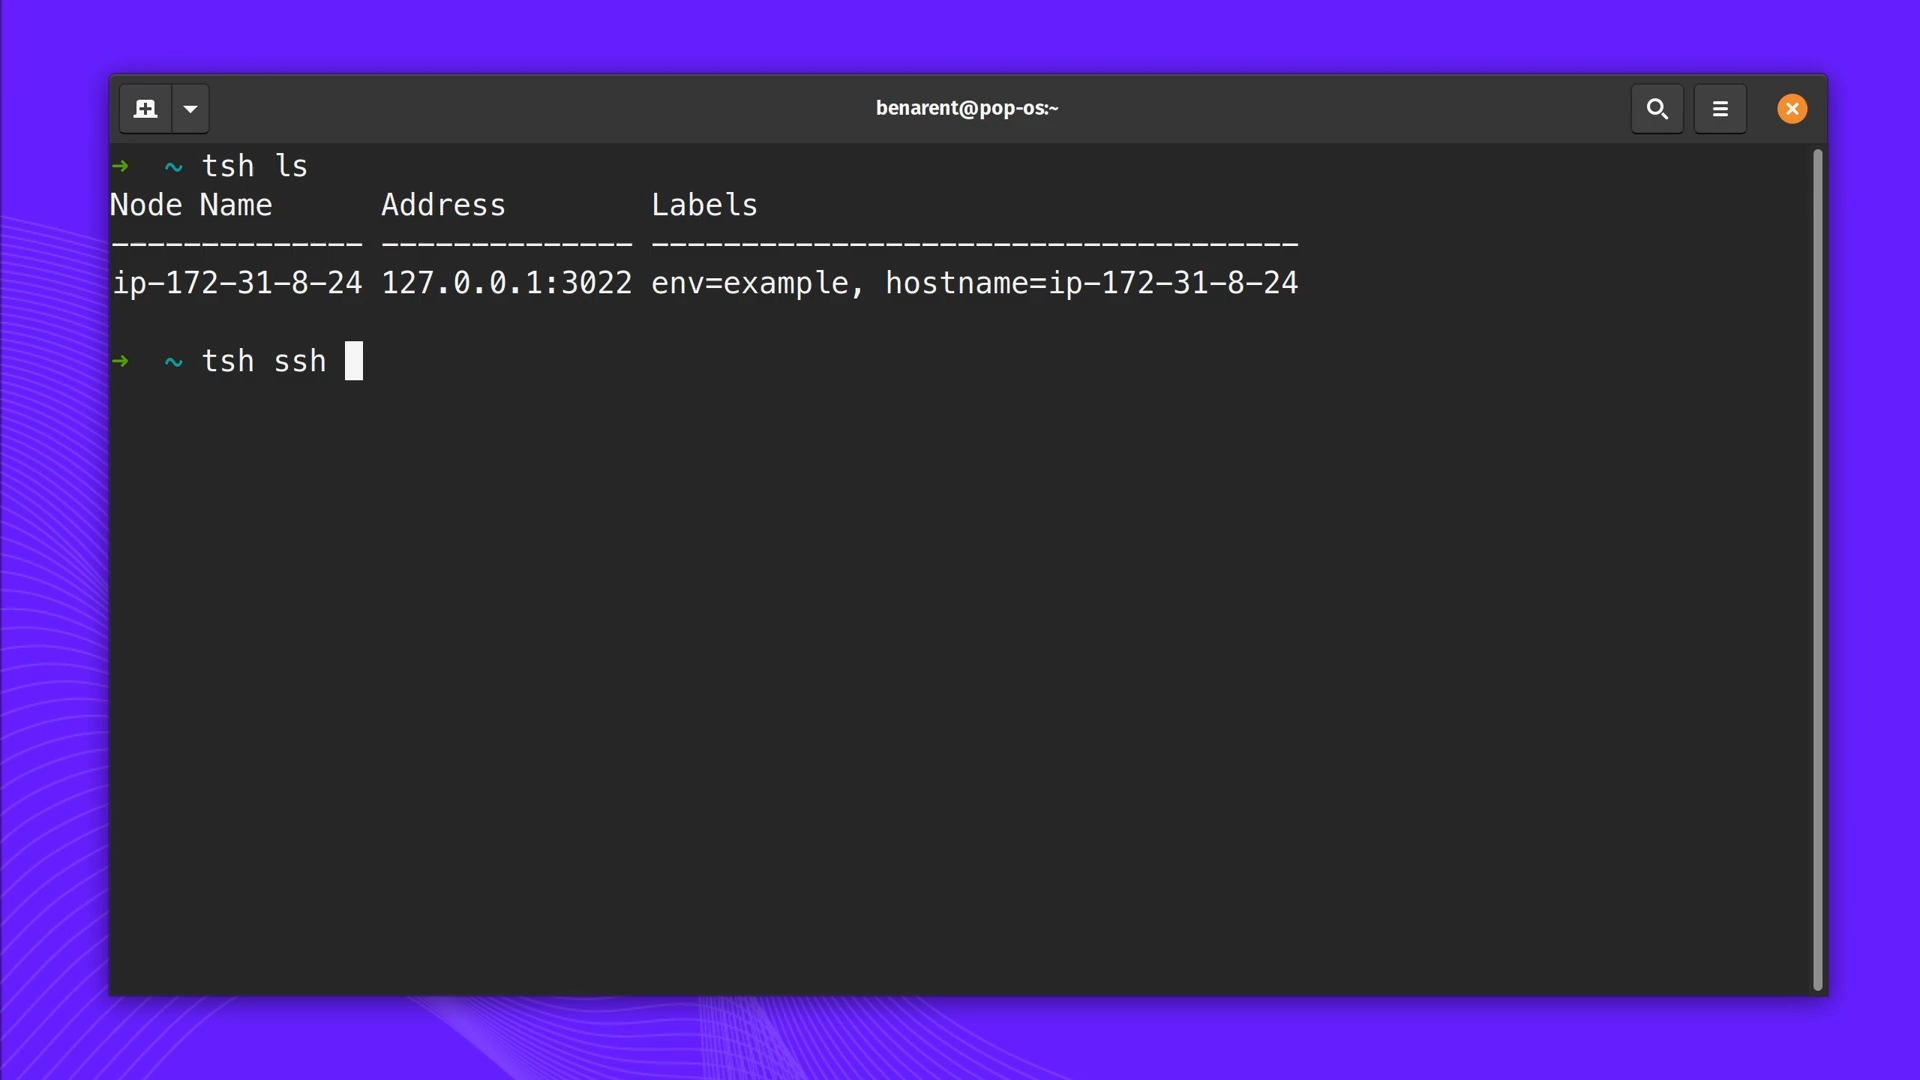 benarent@pop-os:~
➜ ~ tsh ls
Node Name Address Labels
-------------- -------------- ------------------------------------
ip-172-31-8-24 127.0.0.1:3022 env=example, hostname=ip-172-31-8-24
➜ ~ tsh ssh